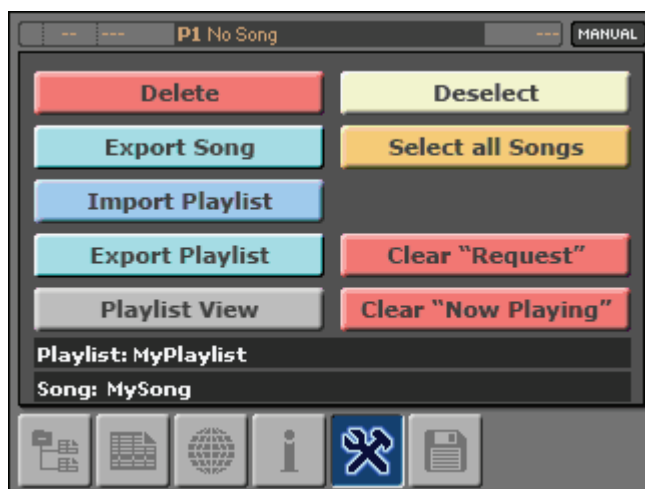 -- --- P1 No Song --- MANUAL
Delete Deselect
Export Song Select all Songs
Import Playlist
Export Playlist Clear “Request”
Playlist View Clear “Now Playing”
Playlist: MyPlaylist
Song: MySong